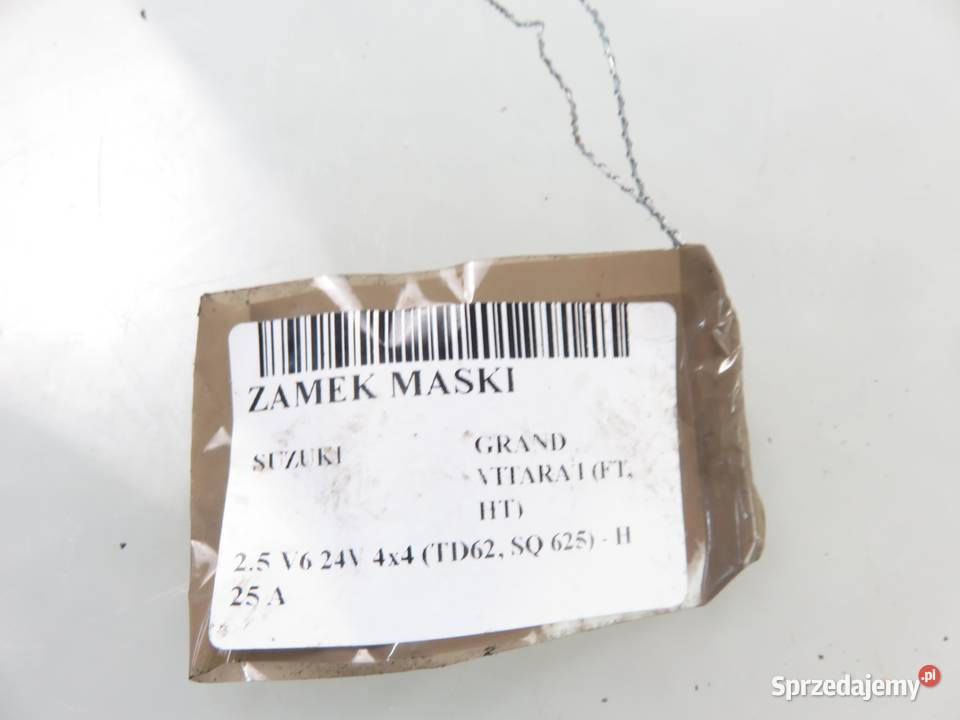 ZAMEK MASKI
SUZUKI
GRAND
VITARA I (FT,
HT)
2.5 V6 24V 4x4 (TD62, SQ 625) - H
25 A
Sprzedajemy.pl